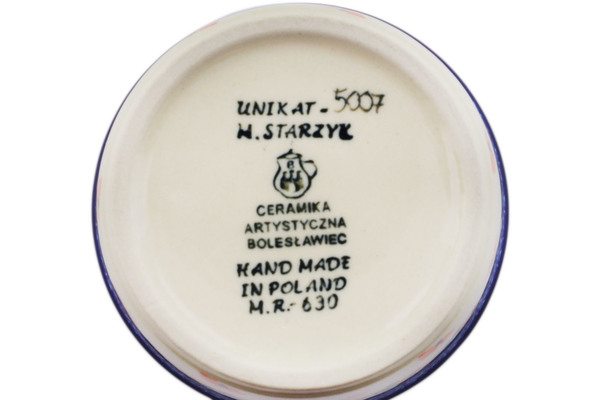 UNIKAT - 5007
M. STARZYK
CERAMIKA
ARTYSTYCZNA
BOLESŁAWIEC
HAND MADE
IN POLAND
M.R.- 630